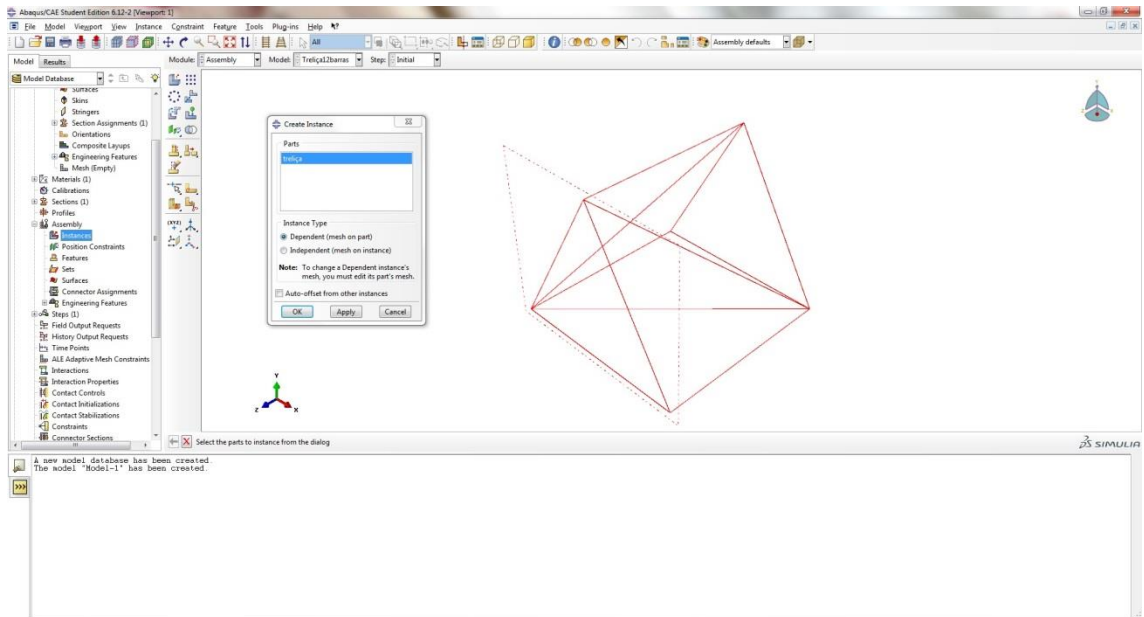 Abaqus/CAE Student Edition 6.12-2 [Viewport: 1]
File Model Viewport View Instance Constraint Feature Tools Plug-ins Help
All
Assembly defaults
Model Results
Module: Assembly Model: Treliça12barras Step: Initial
Model Database
Surfaces
Skins
Stringers
Section Assignments (1)
Orientations
Composite Layups
Engineering Features
Mesh (Empty)
Materials (1)
Calibrations
Sections (1)
Profiles
Assembly
Instances
Position Constraints
Features
Sets
Surfaces
Connector Assignments
Engineering Features
Steps (1)
Field Output Requests
History Output Requests
Time Points
ALE Adaptive Mesh Constraints
Interactions
Interaction Properties
Contact Controls
Contact Initializations
Contact Stabilizations
Constraints
Connector Sections
(XYZ)
Create Instance
Parts
treliça
Instance Type
Dependent (mesh on part)
Independent (mesh on instance)
Note: To change a Dependent instance's
mesh, you must edit its part's mesh.
Auto-offset from other instances
OK Apply Cancel
Y
Z X
Select the parts to instance from the dialog
SIMULIA
A new model database has been created.
The model "Model-1" has been created.
>>>